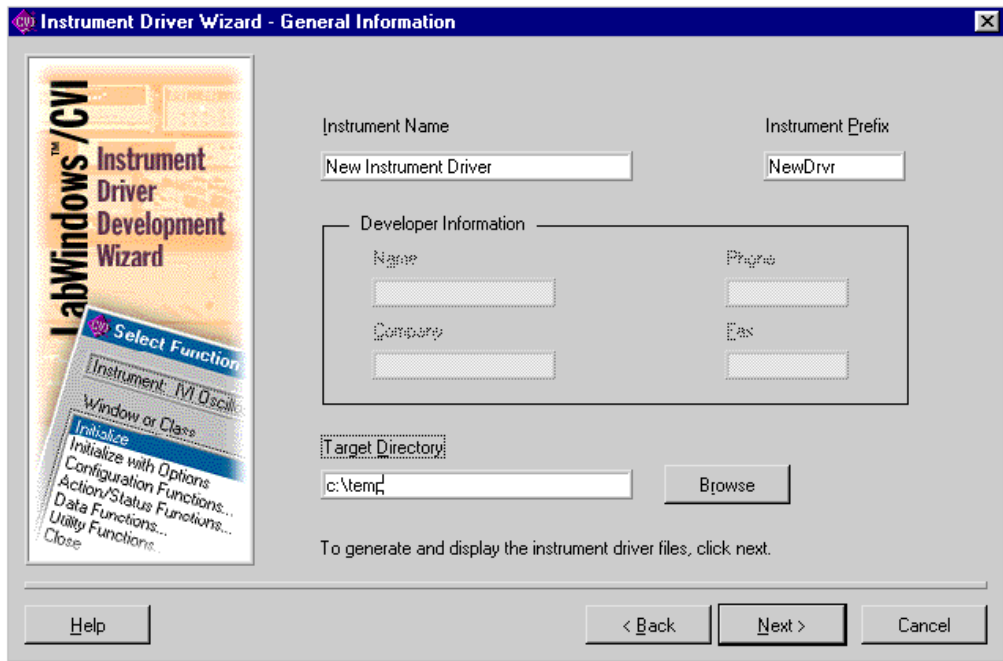 CVI Instrument Driver Wizard - General Information
LabWindows™/CVI
Instrument
Driver
Development
Wizard
CVI Select Function
Instrument: IVI Oscillo
Window or Class
Initialize
Initialize with Options
Configuration Functions...
Action/Status Functions...
Data Functions...
Utility Functions...
Close
Instrument Name
Instrument Prefix
New Instrument Driver
NewDrvr
Developer Information
Name
Phone
Company
Fax
Target Directory
c:\temp
Browse
To generate and display the instrument driver files, click next.
Help
< Back
Next >
Cancel